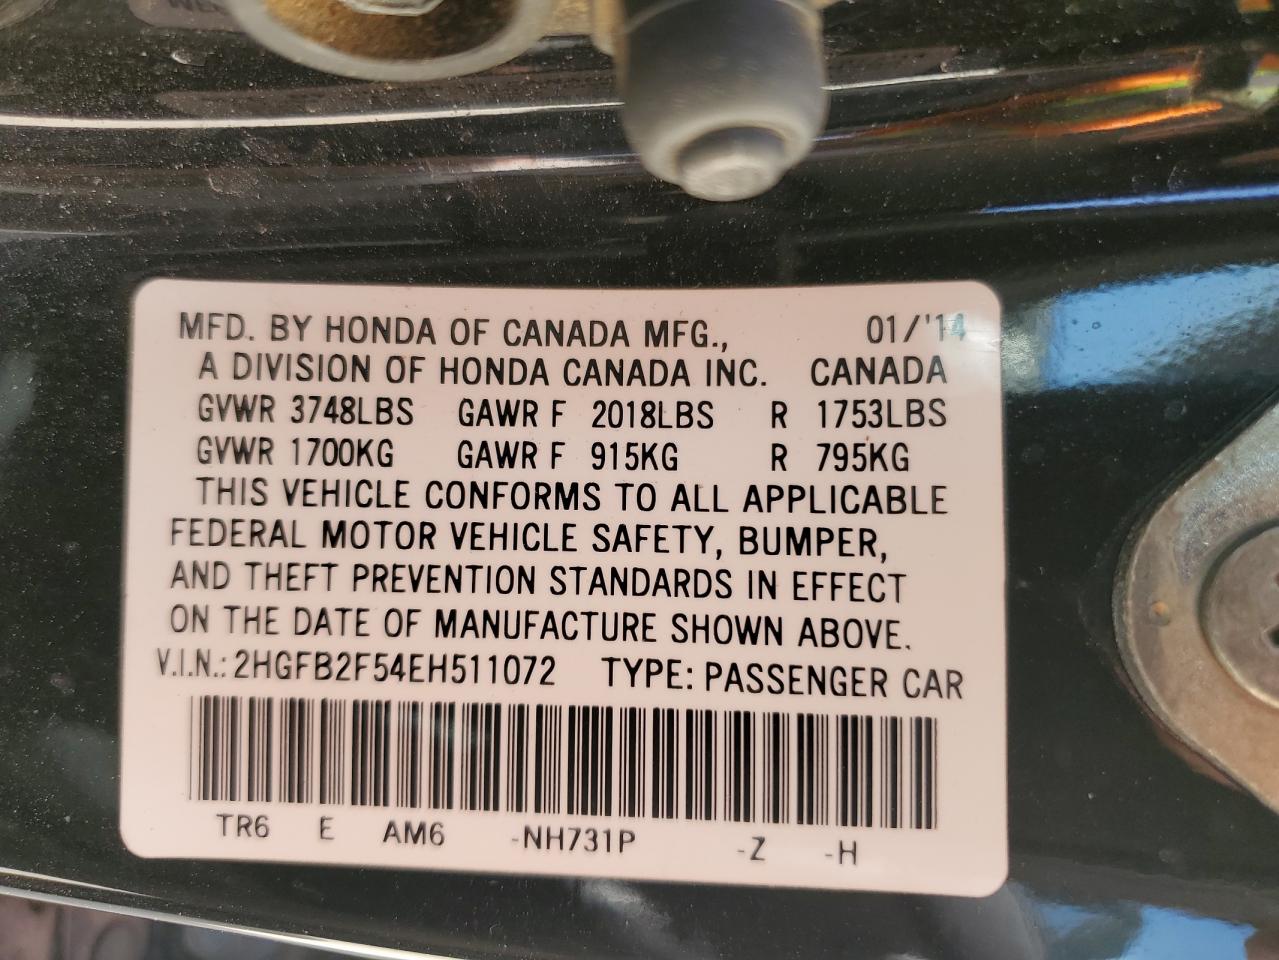 MFD. BY HONDA OF CANADA MFG., 01/'14
A DIVISION OF HONDA CANADA INC. CANADA
GVWR 3748LBS GAWR F 2018LBS R 1753LBS
GVWR 1700KG GAWR F 915KG R 795KG
THIS VEHICLE CONFORMS TO ALL APPLICABLE
FEDERAL MOTOR VEHICLE SAFETY, BUMPER,
AND THEFT PREVENTION STANDARDS IN EFFECT
ON THE DATE OF MANUFACTURE SHOWN ABOVE.
V.I.N.: 2HGFB2F54EH511072 TYPE: PASSENGER CAR
TR6 E AM6 -NH731P -Z -H